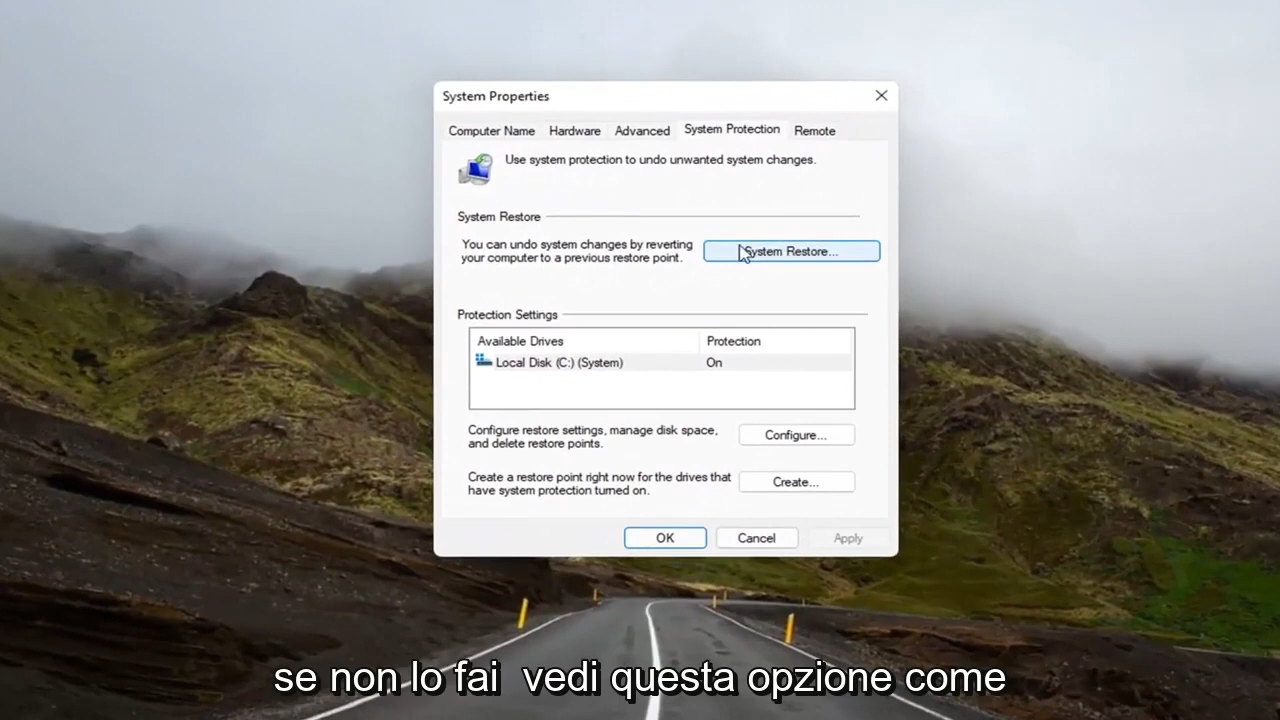 System Properties
Computer Name Hardware Advanced System Protection Remote
Use system protection to undo unwanted system changes.
System Restore
You can undo system changes by reverting
your computer to a previous restore point.
System Restore...
Protection Settings
Available Drives Protection
Local Disk (C:) (System) On
Configure restore settings, manage disk space,
and delete restore points.
Configure...
Create a restore point right now for the drives that
have system protection turned on.
Create...
OK Cancel Apply
se non lo fai vedi questa opzione come